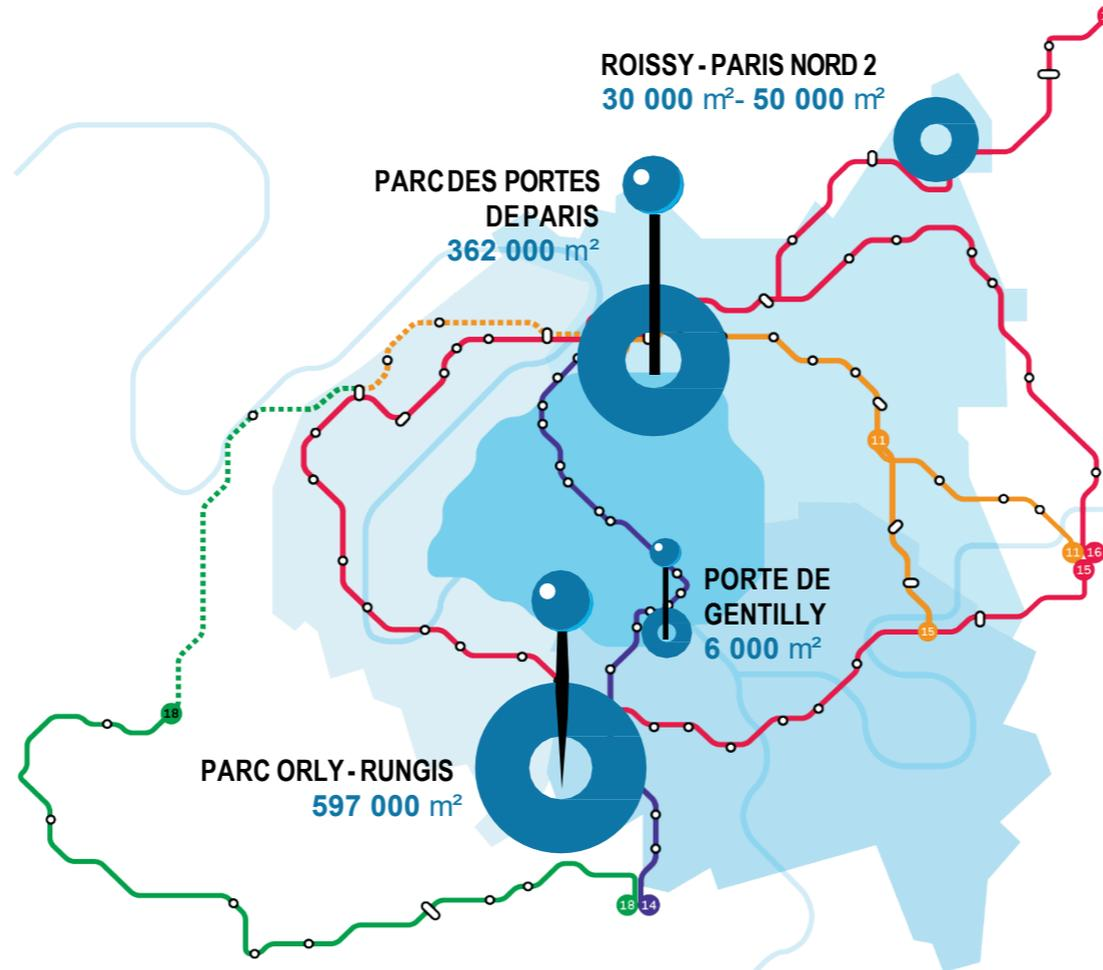 ROISSY - PARIS NORD 2
30 000 m² - 50 000 m²
PARC DES PORTES
DE PARIS
362 000 m²
11
11 16
15
PORTE DE
GENTILLY
6 000 m²
15
18
PARC ORLY - RUNGIS
597 000 m²
18 14